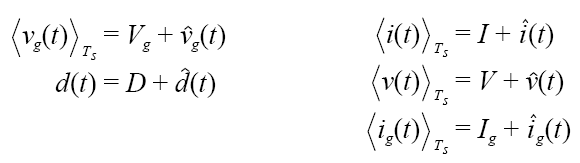 ⟨v_g(t)⟩_{T_s} = V_g + v̂_g(t)
d(t) = D + d̂(t)
⟨i(t)⟩_{T_s} = I + î(t)
⟨v(t)⟩_{T_s} = V + v̂(t)
⟨i_g(t)⟩_{T_s} = I_g + î_g(t)